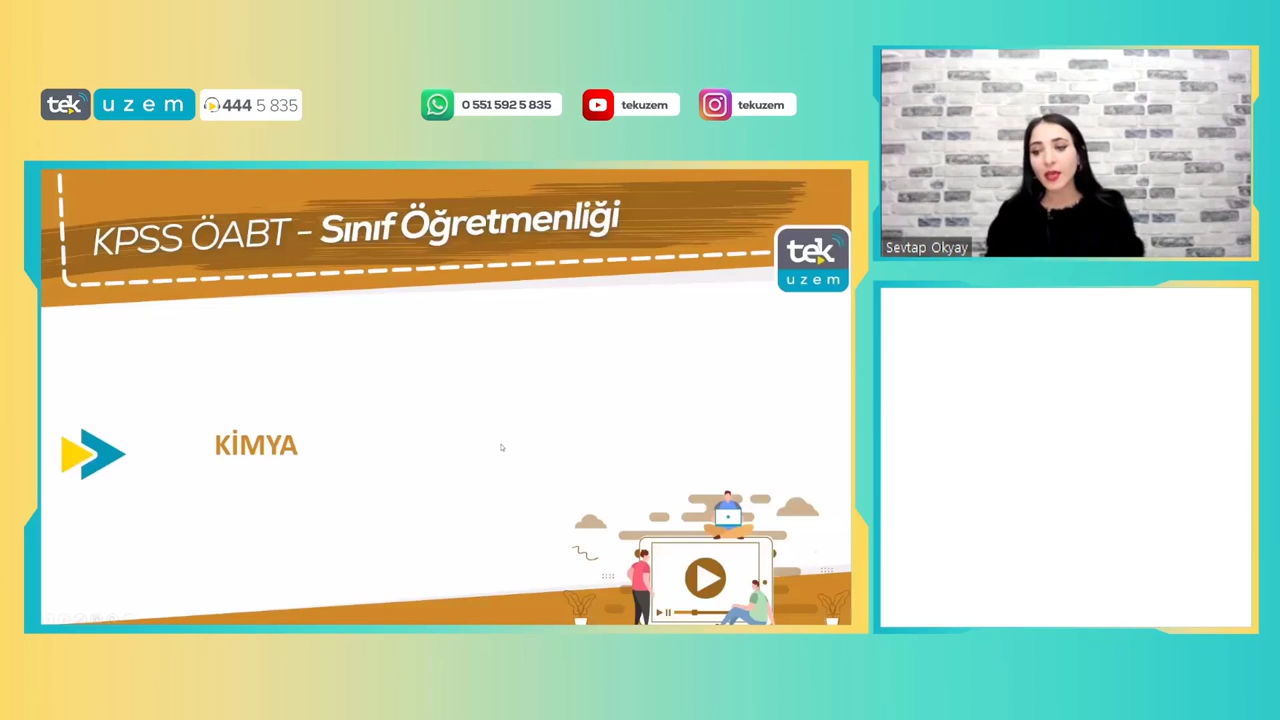 tek
uzem
444 5 835
0 551 592 5 835
tekuzem
tekuzem
KPSS ÖABT - Sınıf Öğretmenliği
tek
uzem
KİMYA
Sevtap Okyay